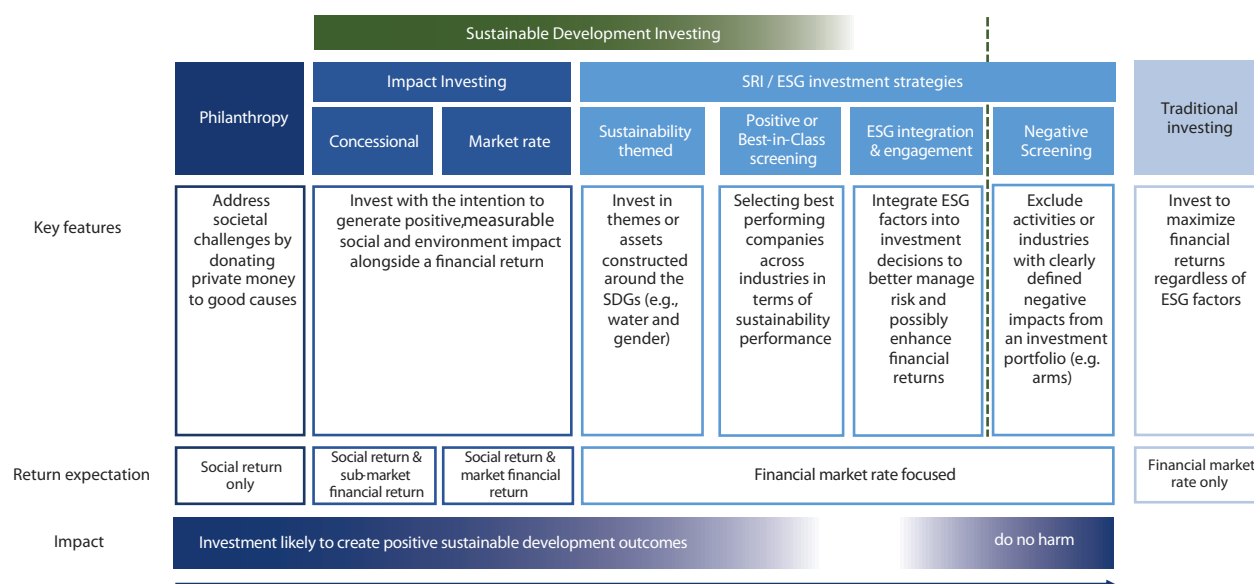 Sustainable Development Investing
Philanthropy
Impact Investing
SRI / ESG investment strategies
Traditional
investing
Concessional
Market rate
Sustainability
themed
Positive or
Best-in-Class
screening
ESG integration
& engagement
Negative
Screening
Key features
Address
societal
challenges by
donating
private money
to good causes
Invest with the intention to
generate positive,measurable
social and environment impact
alongside a financial return
Invest in
themes or
assets
constructed
around the
SDGs (e.g.,
water and
gender)
Selecting best
performing
companies
across
industries in
terms of
sustainability
performance
Integrate ESG
factors into
investment
decisions to
better manage
risk and
possibly
enhance
financial
returns
Exclude
activities or
industries
with clearly
defined
negative
impacts from
an investment
portfolio (e.g.
arms)
Invest to
maximize
financial
returns
regardless of
ESG factors
Return expectation
Social return
only
Social return &
sub-market
financial return
Social return &
market financial
return
Financial market rate focused
Financial market
rate only
Impact
Investment likely to create positive sustainable development outcomes
do no harm